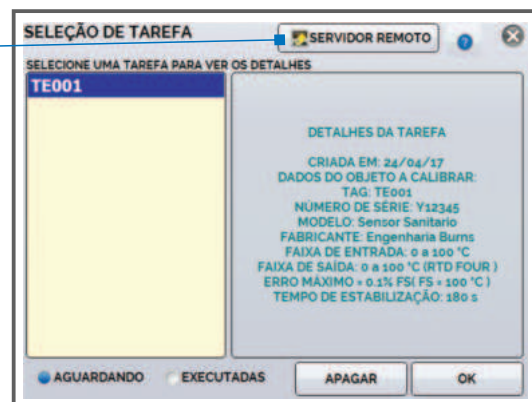 SELEÇÃO DE TAREFA
SERVIDOR REMOTO
?
SELECIONE UMA TAREFA PARA VER OS DETALHES
TE001
DETALHES DA TAREFA
CRIADA EM: 24/04/17
DADOS DO OBJETO A CALIBRAR:
TAG: TE001
NÚMERO DE SÉRIE: Y12345
MODELO: Sensor Sanitario
FABRICANTE: Engenharia Burns
FAIXA DE ENTRADA: 0 a 100 °C
FAIXA DE SAÍDA: 0 a 100 °C (RTD FOUR )
ERRO MÁXIMO = 0.1% FS( FS = 100 °C )
TEMPO DE ESTABILIZAÇÃO: 180 s
AGUARDANDO
EXECUTADAS
APAGAR
OK